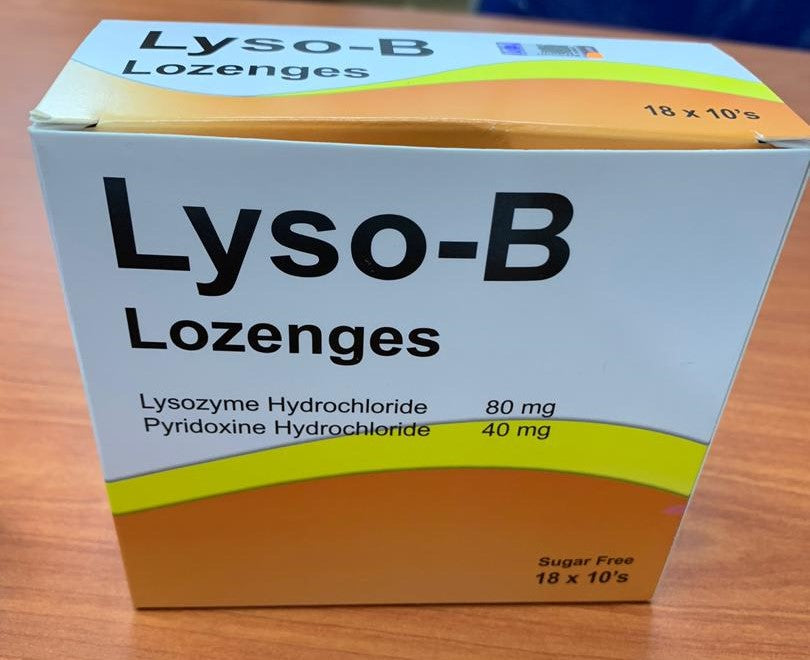 Lyso-B
Lozenges
18 x 10's
Lyso-B
Lozenges
Lysozyme Hydrochloride 80 mg
Pyridoxine Hydrochloride 40 mg
Sugar Free
18 x 10's